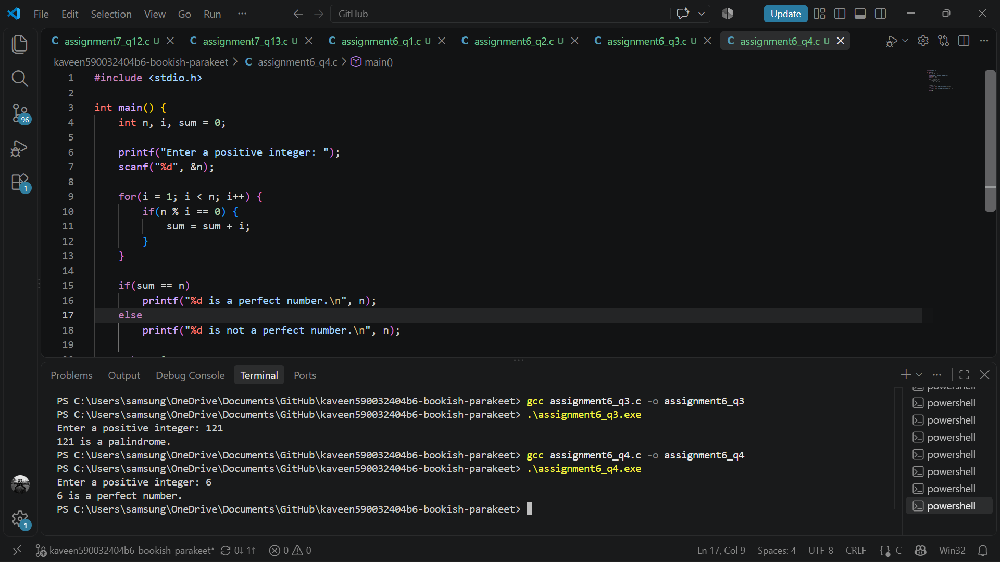 File Edit Selection View Go Run ··· GitHub Update
C assignment7_q12.c U C assignment7_q13.c U C assignment6_q1.c U C assignment6_q2.c U C assignment6_q3.c U C assignment6_q4.c U
kaveen590032404b6-bookish-parakeet > C assignment6_q4.c > main()
1 #include <stdio.h>
2
3 int main() {
4 int n, i, sum = 0;
5
6 printf("Enter a positive integer: ");
7 scanf("%d", &n);
8
9 for(i = 1; i < n; i++) {
10 if(n % i == 0) {
11 sum = sum + i;
12 }
13 }
14
15 if(sum == n)
16 printf("%d is a perfect number.\n", n);
17 else
18 printf("%d is not a perfect number.\n", n);
19
96
1
1
Problems Output Debug Console Terminal Ports
PS C:\Users\samsung\OneDrive\Documents\GitHub\kaveen590032404b6-bookish-parakeet> gcc assignment6_q3.c -o assignment6_q3
PS C:\Users\samsung\OneDrive\Documents\GitHub\kaveen590032404b6-bookish-parakeet> .\assignment6_q3.exe
Enter a positive integer: 121
121 is a palindrome.
PS C:\Users\samsung\OneDrive\Documents\GitHub\kaveen590032404b6-bookish-parakeet> gcc assignment6_q4.c -o assignment6_q4
PS C:\Users\samsung\OneDrive\Documents\GitHub\kaveen590032404b6-bookish-parakeet> .\assignment6_q4.exe
Enter a positive integer: 6
6 is a perfect number.
PS C:\Users\samsung\OneDrive\Documents\GitHub\kaveen590032404b6-bookish-parakeet>
powershell
powershell
powershell
powershell
powershell
powershell
powershell
kaveen590032404b6-bookish-parakeet* 0↓ 1↑ 0 0 Ln 17, Col 9 Spaces: 4 UTF-8 CRLF {} C Win32